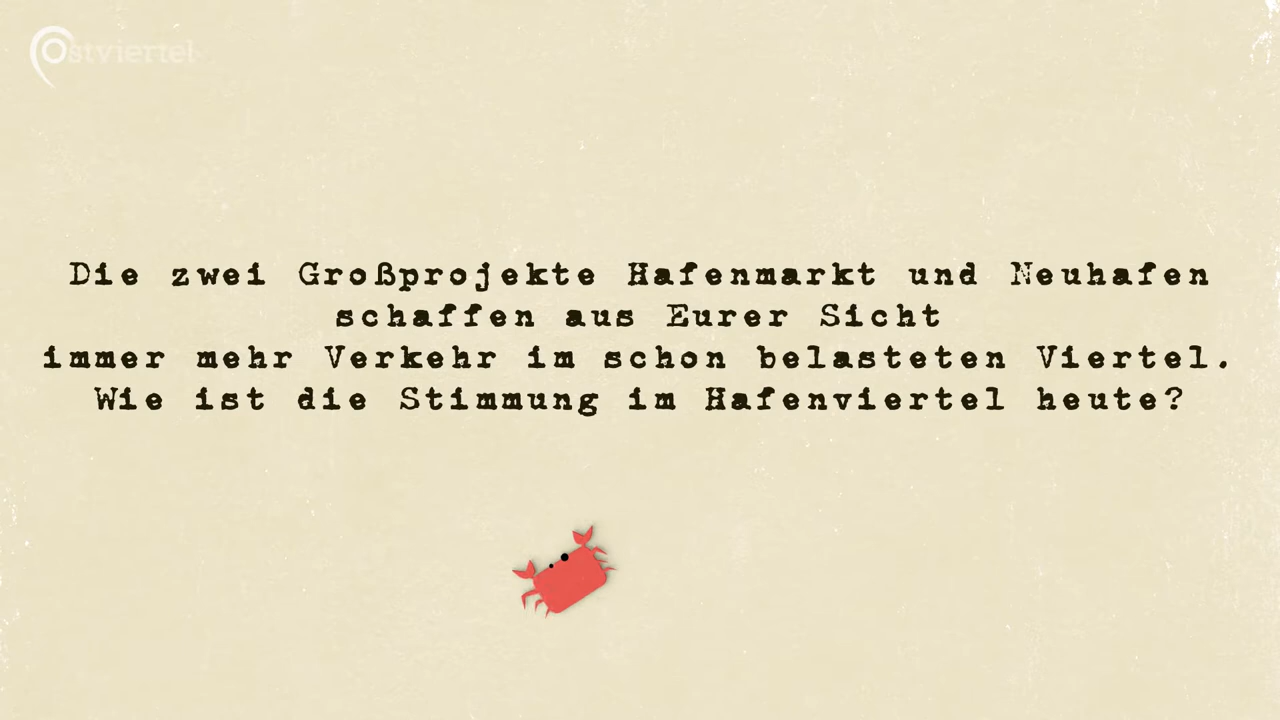 Ostviertel
Die zwei Großprojekte Hafenmarkt und Neuhafen
schaffen aus Eurer Sicht
immer mehr Verkehr im schon belasteten Viertel.
Wie ist die Stimmung im Hafenviertel heute?